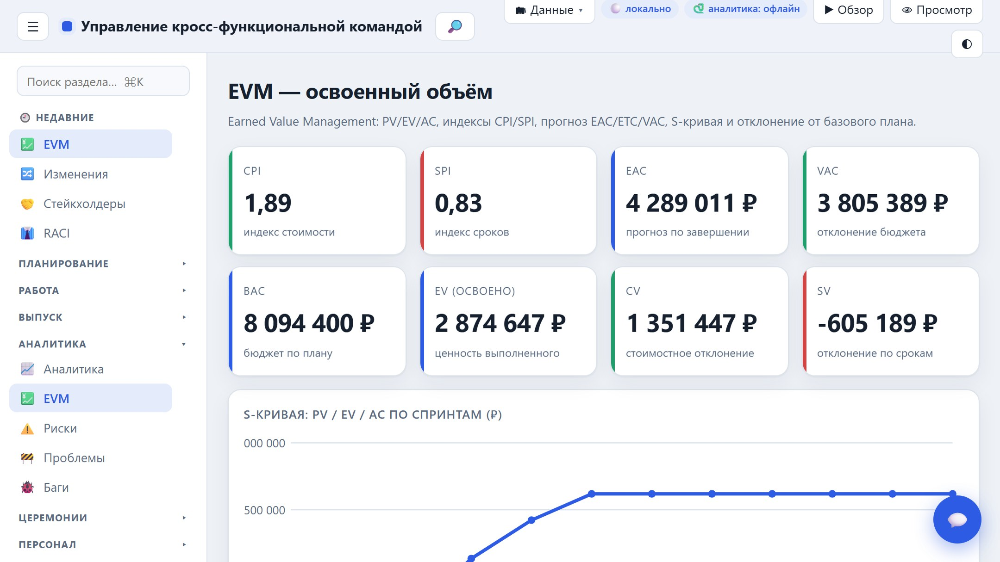 ☰ Управление кросс-функциональной командой
Данные ▾ локально аналитика: офлайн ▶ Обзор Просмотр
Поиск раздела... ⌘K
НЕДАВНИЕ
EVM
Изменения
Стейкхолдеры
RACI
ПЛАНИРОВАНИЕ
РАБОТА
ВЫПУСК
АНАЛИТИКА
Аналитика
EVM
Риски
Проблемы
Баги
ЦЕРЕМОНИИ
ПЕРСОНАЛ
EVM — освоенный объём
Earned Value Management: PV/EV/AC, индексы CPI/SPI, прогноз EAC/ETC/VAC, S-кривая и отклонение от базового плана.
CPI
1,89
индекс стоимости
SPI
0,83
индекс сроков
EAC
4 289 011 ₽
прогноз по завершении
VAC
3 805 389 ₽
отклонение бюджета
BAC
8 094 400 ₽
бюджет по плану
EV (ОСВОЕНО)
2 874 647 ₽
ценность выполненного
CV
1 351 447 ₽
стоимостное отклонение
SV
-605 189 ₽
отклонение по срокам
S-КРИВАЯ: PV / EV / AC ПО СПРИНТАМ (₽)
000 000
500 000